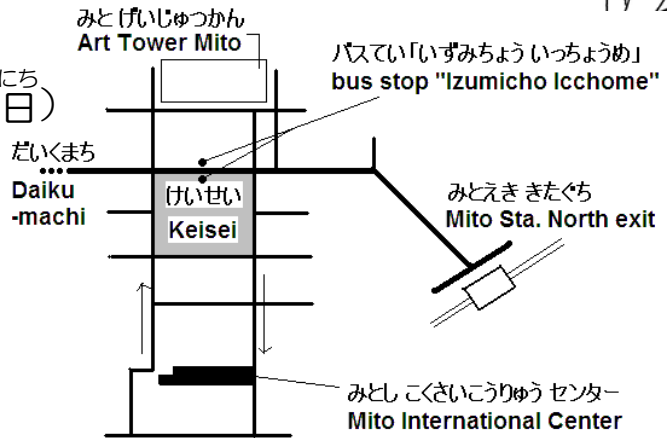 みと げいじゅつかん
Art Tower Mito
バスてい「いずみちょう いっちょうめ」
bus stop "Izumicho Icchome"
にち
日)
だいくまち
Daiku
-machi
けいせい
Keisei
みとえき きたぐち
Mito Sta. North exit
みとし こくさいこうりゅう センター
Mito International Center